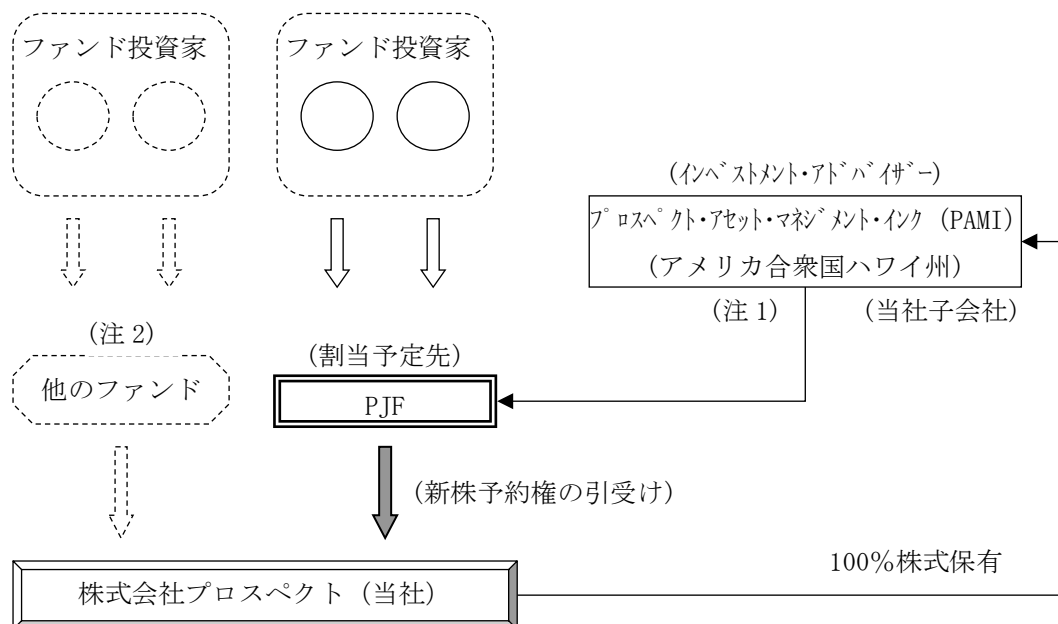 ファンド投資家
ファンド投資家
(インベストメント・アドバイザー)
プロスペクト・アセット・マネジメント・インク (PAMI)
(アメリカ合衆国ハワイ州)
(注 1)
(当社子会社)
(注 2)
(割当予定先)
他のファンド
PJF
(新株予約権の引受け)
100%株式保有
株式会社プロスペクト (当社)